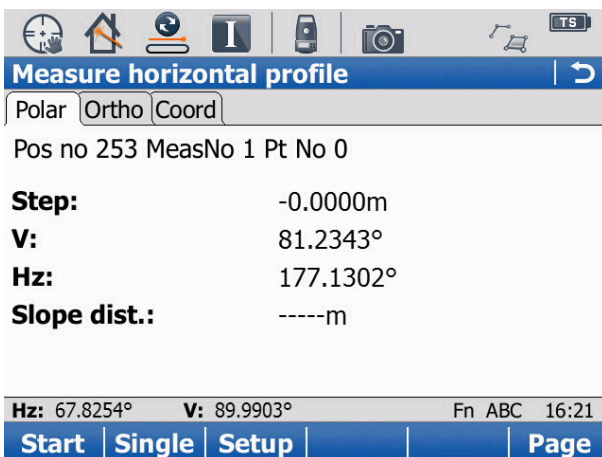 I TS
Measure horizontal profile
Polar Ortho Coord
Pos no 253 MeasNo 1 Pt No 0
Step: -0.0000m
V: 81.2343°
Hz: 177.1302°
Slope dist.: -----m
Hz: 67.8254° V: 89.9903° Fn ABC 16:21
Start Single Setup Page